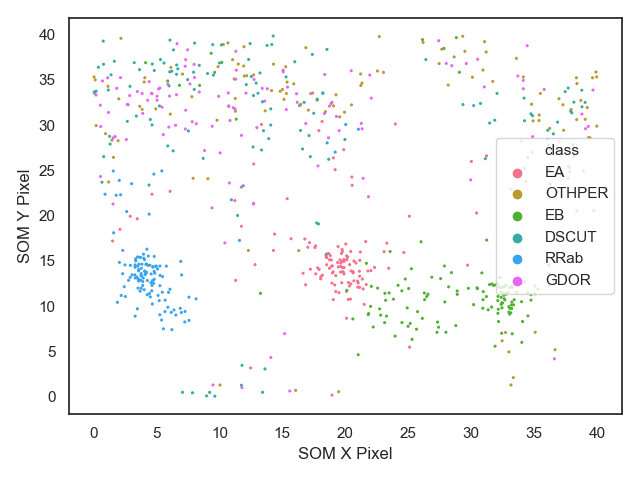 40
35
30
25
20
15
10
5
0
SOM Y Pixel
class
EA
OTHPER
EB
DSCUT
RRab
GDOR
0 5 10 15 20 25 30 35 40
SOM X Pixel